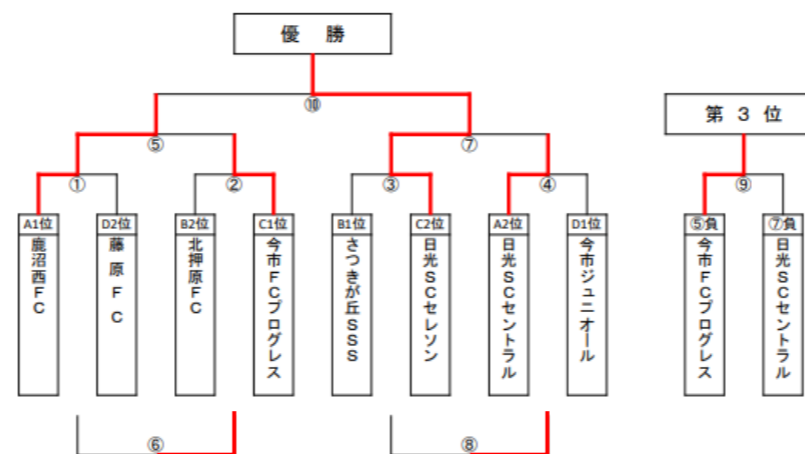 優 勝
⑩
第 3 位
⑤
⑦
①
②
③
④
⑨
A1位
D2位
B2位
C1位
B1位
C2位
A2位
D1位
⑤負
⑦負
鹿沼西FC
藤原FC
北押原FC
今市FCプログレス
さつきが丘SSS
日光SCセレソン
日光SCセントラル
今市ジュニオール
今市FCプログレス
日光SCセントラル
⑥
⑧